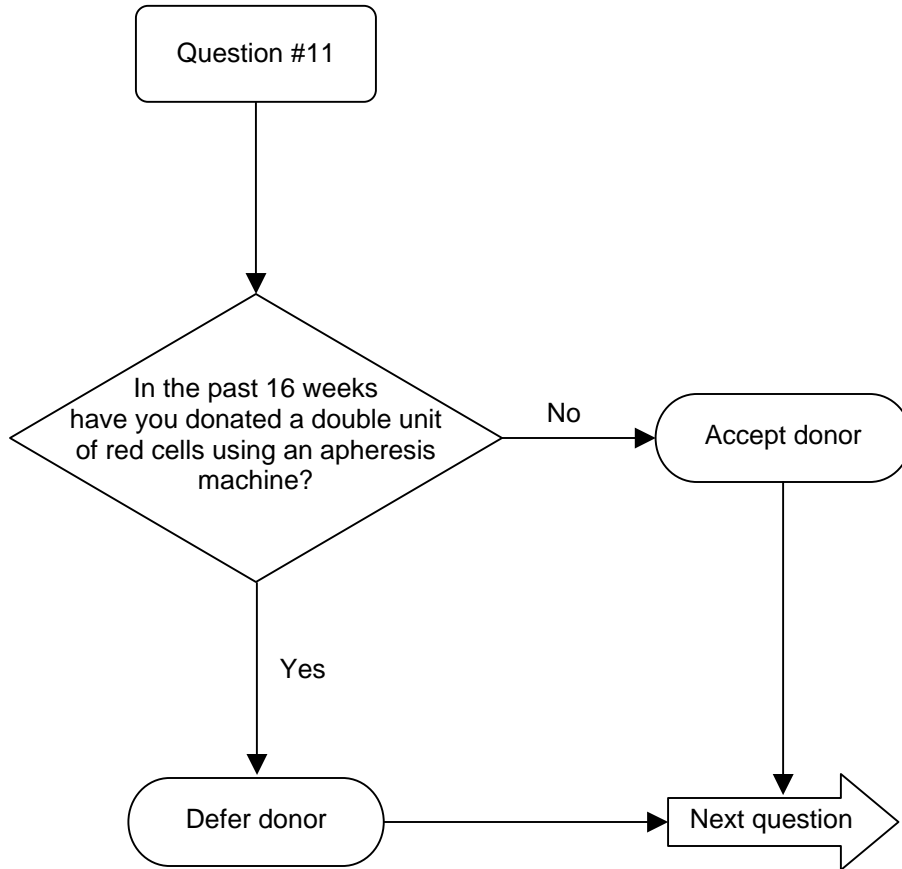 Question #11
In the past 16 weeks
have you donated a double unit
of red cells using an apheresis
machine?
No
Accept donor
Yes
Defer donor
Next question